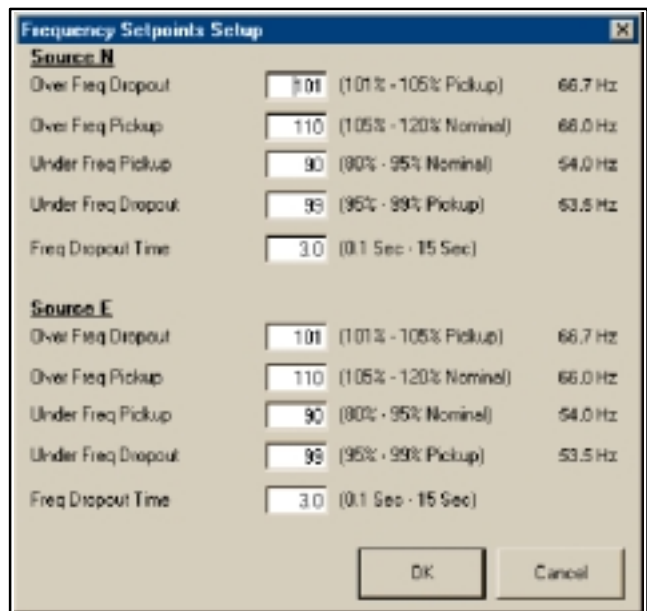 Frequency Setpoints Setup
Source N
Over Freq Dropout 101 (101% - 105% Pickup) 66.7 Hz
Over Freq Pickup 110 (105% - 120% Nominal) 66.0 Hz
Under Freq Pickup 90 (80% - 95% Nominal) 54.0 Hz
Under Freq Dropout 99 (95% - 99% Pickup) 53.5 Hz
Freq Dropout Time 3.0 (0.1 Sec - 15 Sec)
Source E
Over Freq Dropout 101 (101% - 105% Pickup) 66.7 Hz
Over Freq Pickup 110 (105% - 120% Nominal) 66.0 Hz
Under Freq Pickup 90 (80% - 95% Nominal) 54.0 Hz
Under Freq Dropout 99 (95% - 99% Pickup) 53.5 Hz
Freq Dropout Time 3.0 (0.1 Sec - 15 Sec)
OK Cancel